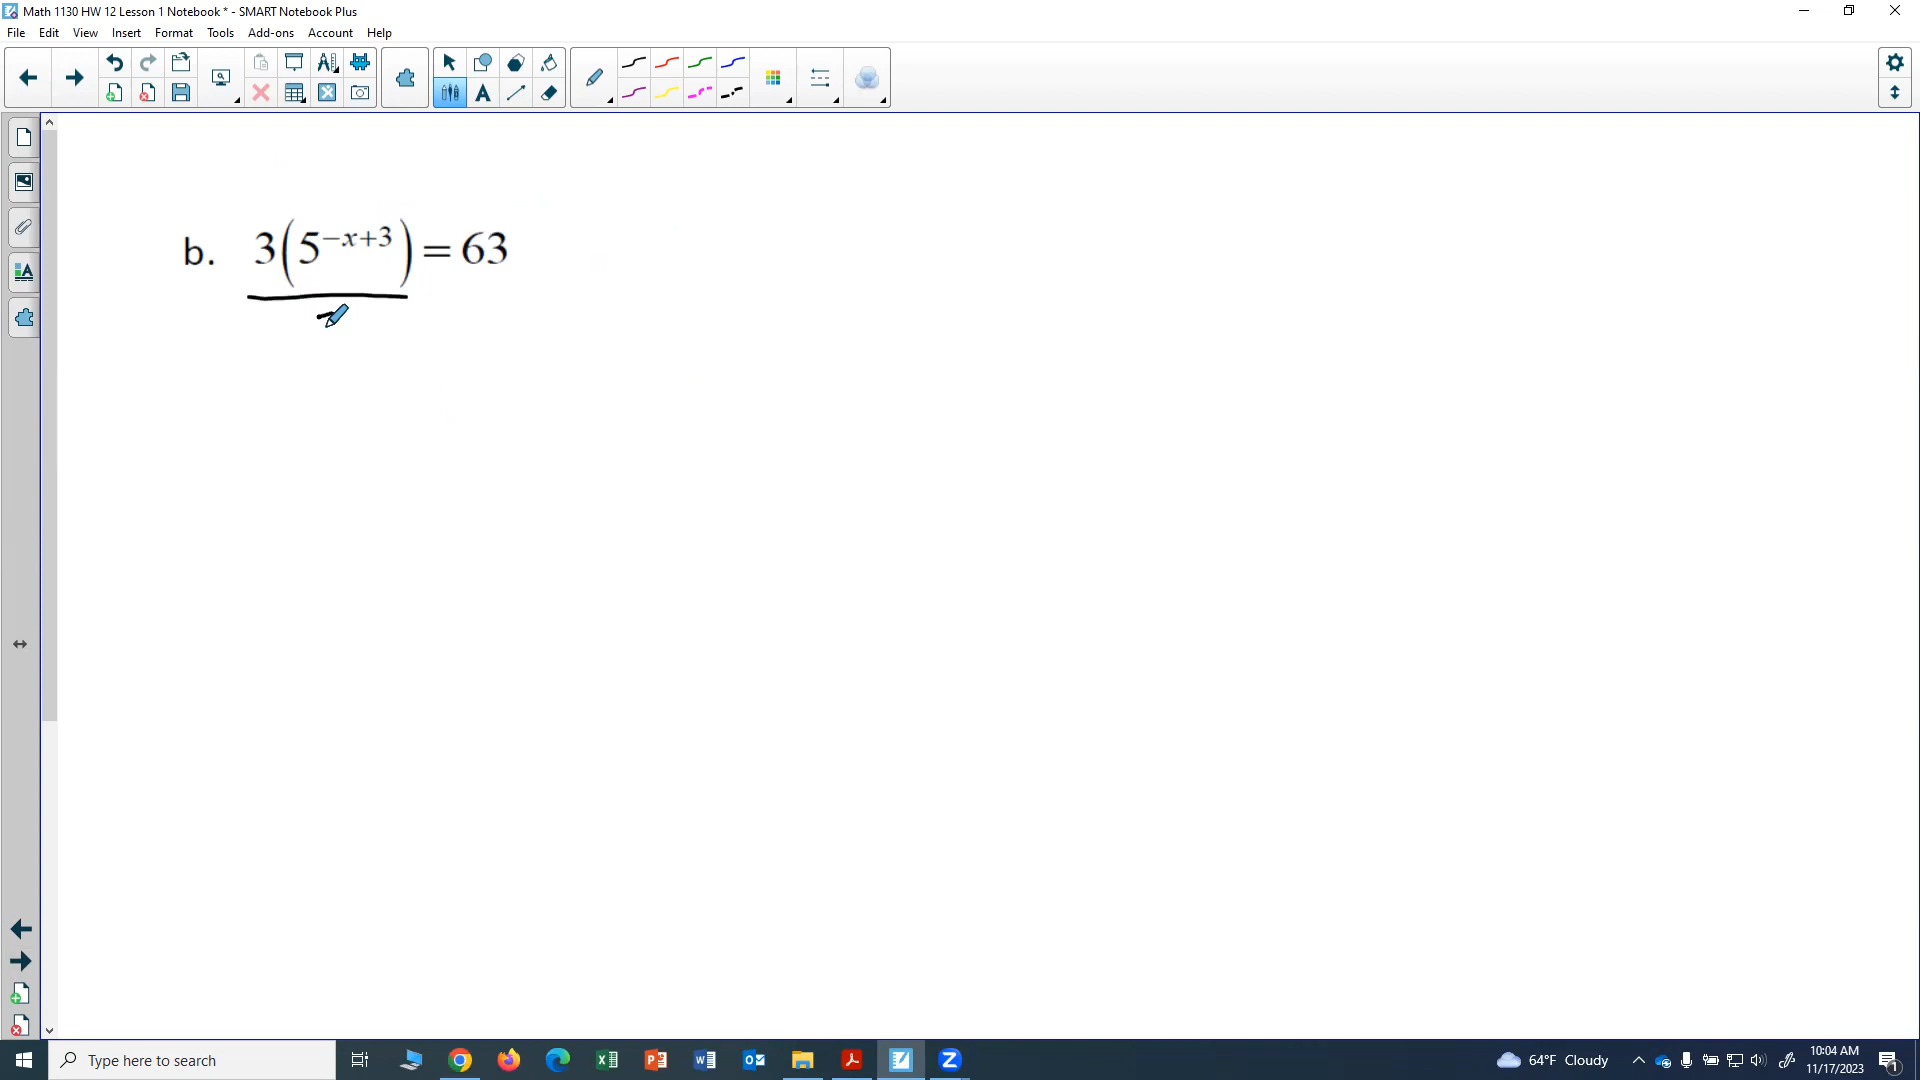 Math 1130 HW 12 Lesson 1 Notebook * - SMART Notebook Plus
File Edit View Insert Format Tools Add-ons Account Help
b. 3(5^{-x+3}) = 63
Type here to search
64°F Cloudy
10:04 AM
11/17/2023
1